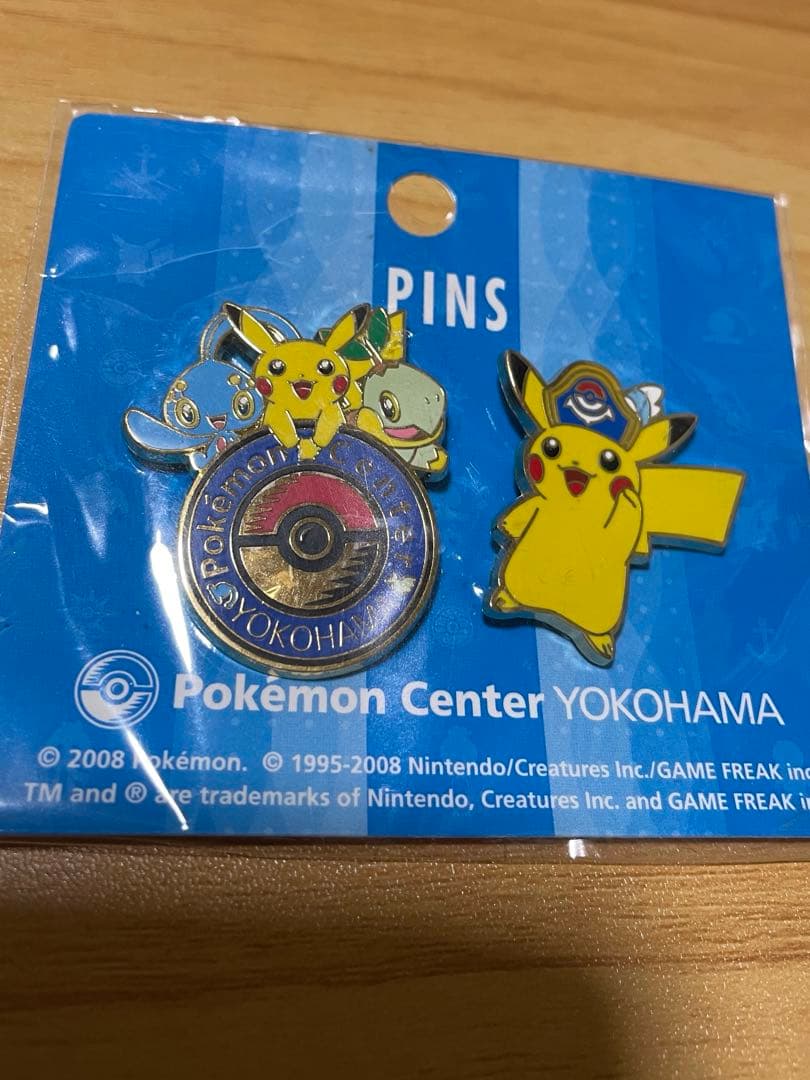 PINS
Pokémon Center
YOKOHAMA
Pokémon Center YOKOHAMA
© 2008 Pokémon. © 1995-2008 Nintendo/Creatures Inc./GAME FREAK inc
TM and ® are trademarks of Nintendo, Creatures Inc. and GAME FREAK in